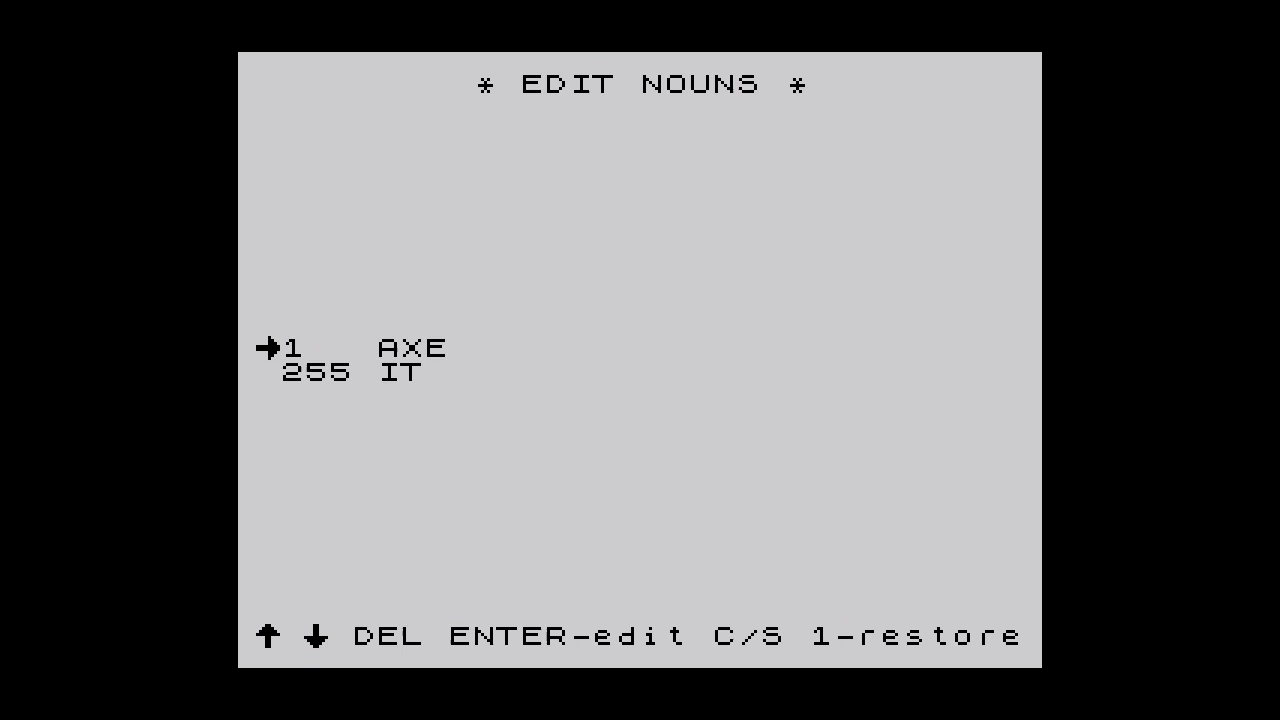 * EDIT NOUNS *
→1 AXE
255 IT
↑ ↓ DEL ENTER-edit C/S 1-restore